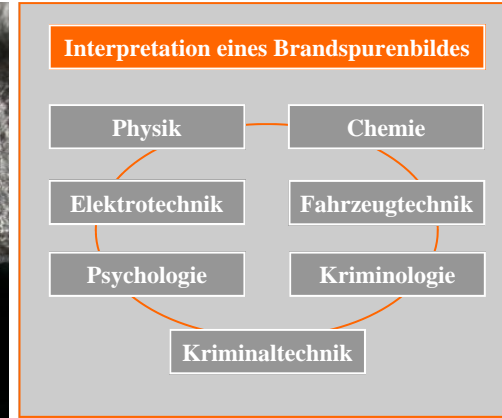 Interpretation eines Brandspurenbildes
Physik
Chemie
Elektrotechnik
Fahrzeugtechnik
Psychologie
Kriminologie
Kriminaltechnik